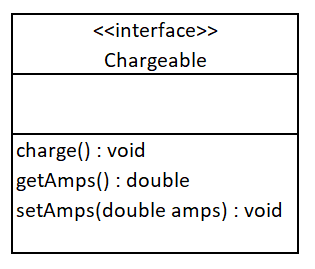 <<interface>>
Chargeable
charge() : void
getAmps() : double
setAmps(double amps) : void